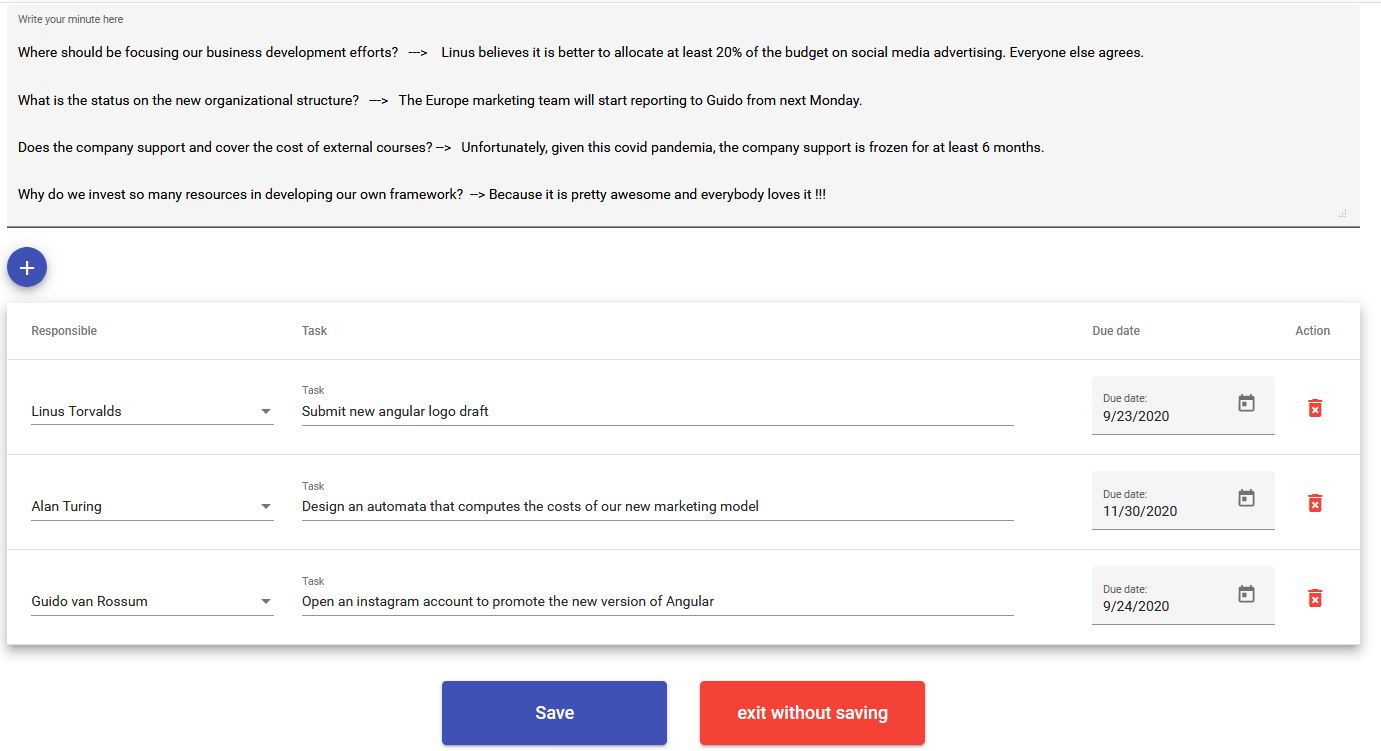 Write your minute here
Where should be focusing our business development efforts? ---> Linus believes it is better to allocate at least 20% of the budget on social media advertising. Everyone else agrees.
What is the status on the new organizational structure? ---> The Europe marketing team will start reporting to Guido from next Monday.
Does the company support and cover the cost of external courses? --> Unfortunately, given this covid pandemia, the company support is frozen for at least 6 months.
Why do we invest so many resources in developing our own framework? --> Because it is pretty awesome and everybody loves it !!!
+
Responsible Task Due date Action
Task
Linus Torvalds Submit new angular logo draft
Due date:
9/23/2020
Task
Alan Turing Design an automata that computes the costs of our new marketing model
Due date:
11/30/2020
Task
Guido van Rossum Open an instagram account to promote the new version of Angular
Due date:
9/24/2020
Save exit without saving